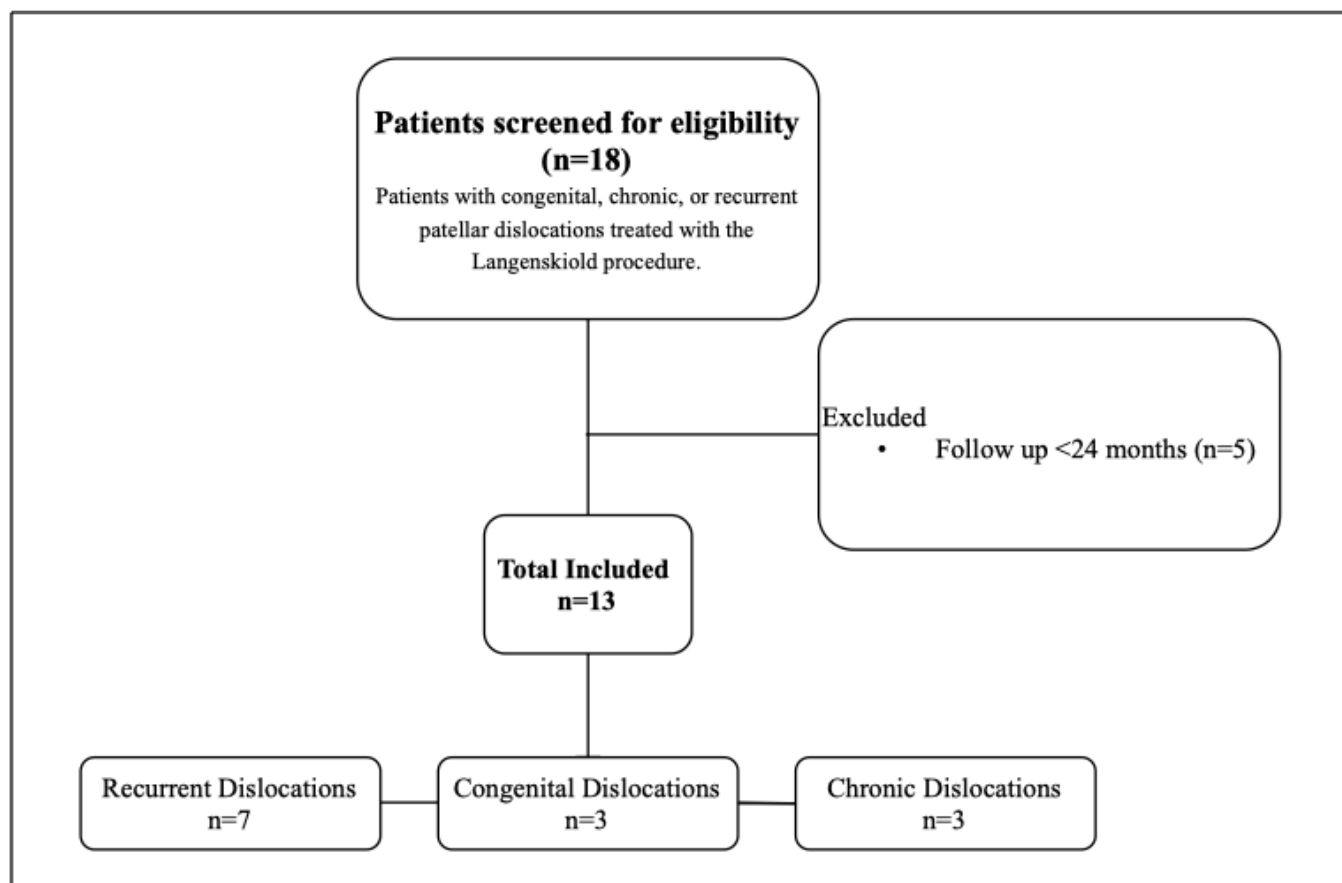 Patients screened for eligibility
(n=18)
Patients with congenital, chronic, or recurrent
patellar dislocations treated with the
Langenskiold procedure.
Excluded
• Follow up <24 months (n=5)
Total Included
n=13
Recurrent Dislocations
n=7
Congenital Dislocations
n=3
Chronic Dislocations
n=3